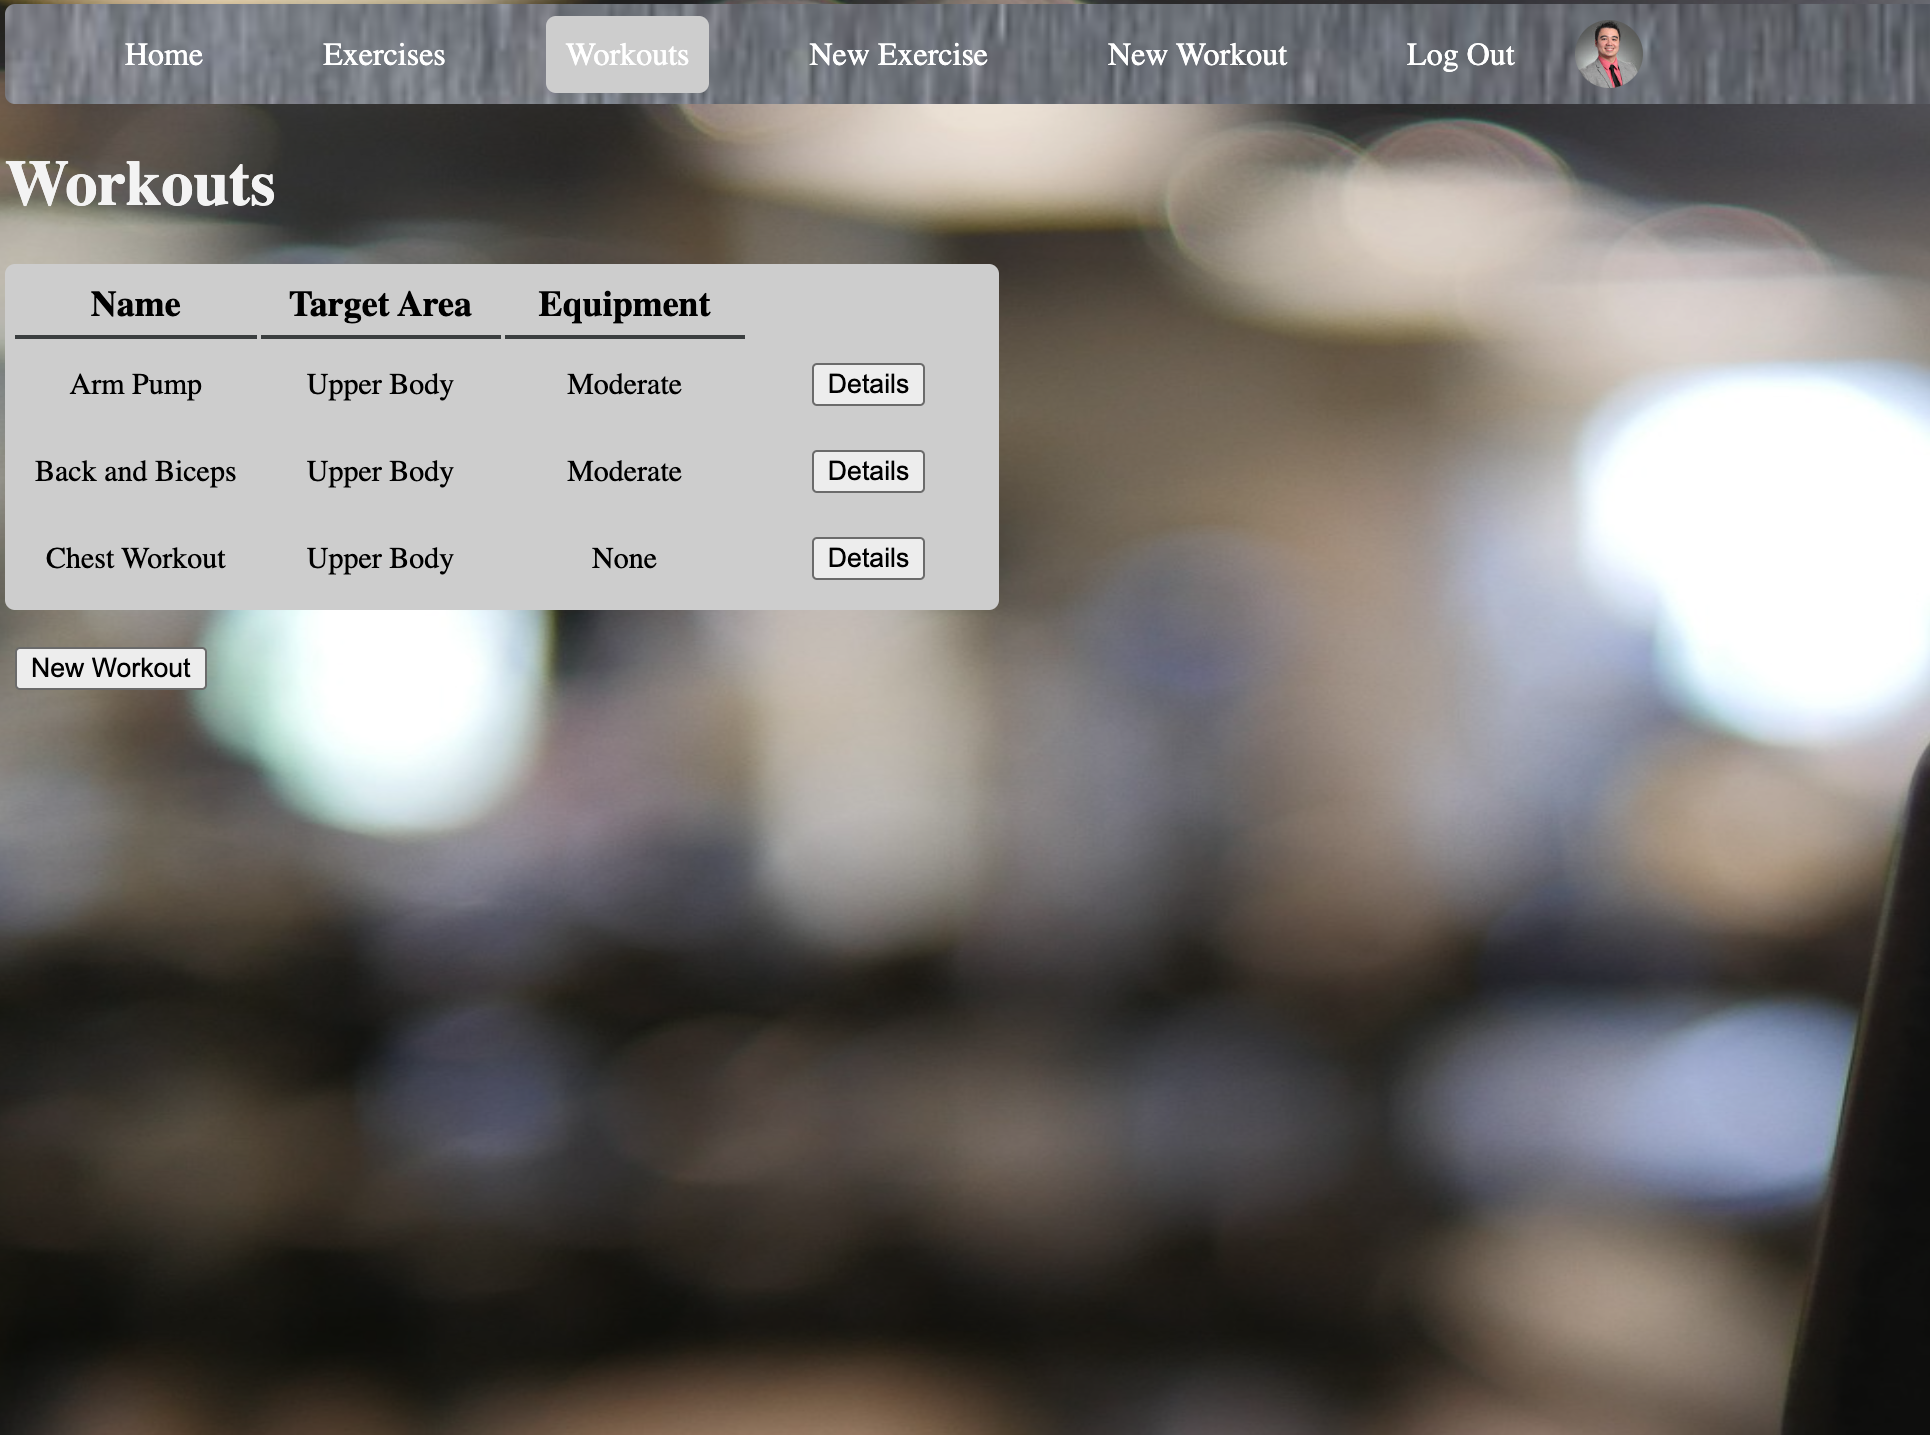 Home Exercises Workouts New Exercise New Workout Log Out
Workouts
Name Target Area Equipment
Arm Pump Upper Body Moderate Details
Back and Biceps Upper Body Moderate Details
Chest Workout Upper Body None Details
New Workout